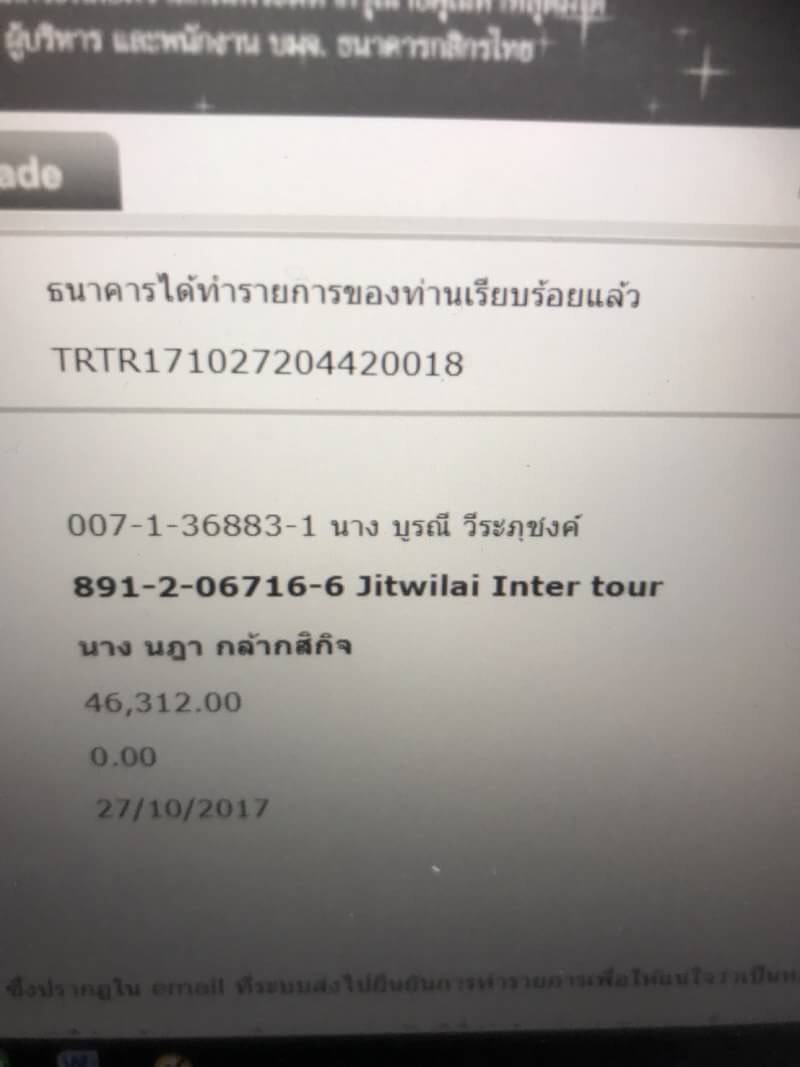 ผู้บริหาร และพนักงาน บมจ. ธนาคารกสิกรไทย
ade
ธนาคารได้ทำรายการของท่านเรียบร้อยแล้ว
TRTR171027204420018
007-1-36883-1 นาง บูรณี วีระภุชงค์
891-2-06716-6 Jitwilai Inter tour
นาง นฎา กล้ากสิกิจ
46,312.00
0.00
27/10/2017
ซึ่งปรากฏใน email ที่ระบบส่งไปยืนยันการทำรายการเพื่อให้แน่ใจว่าเป็น